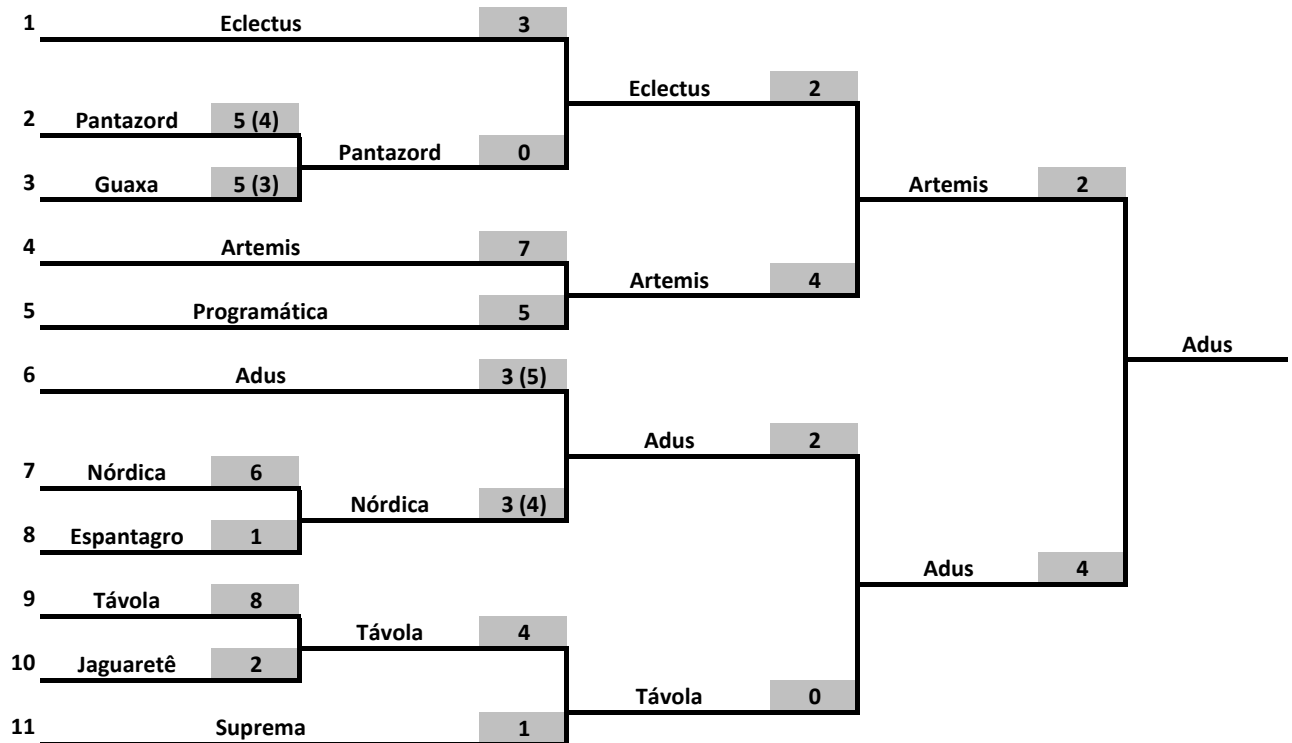 1 Eclectus 3
Eclectus 2
2 Pantazord 5 (4)
Pantazord 0
3 Guaxa 5 (3)
Artemis 2
4 Artemis 7
Artemis 4
5 Programática 5
Adus
6 Adus 3 (5)
Adus 2
7 Nórdica 6
Nórdica 3 (4)
8 Espantagro 1
Adus 4
9 Távola 8
Távola 4
10 Jaguaretê 2
Távola 0
11 Suprema 1